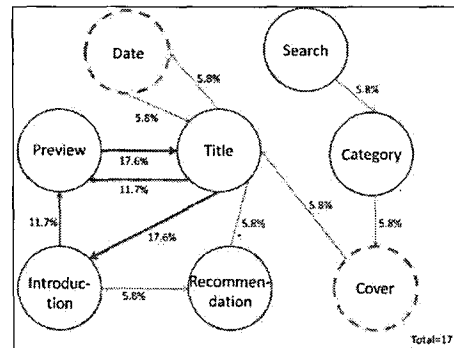 Date
Search
5.8%
5.8%
5.8%
Preview
17.6%
Title
Category
11.7%
11.7%
17.6%
5.8%
5.8%
5.8%
Introduc-
tion
5.8%
Recommen-
dation
Cover
Total=17